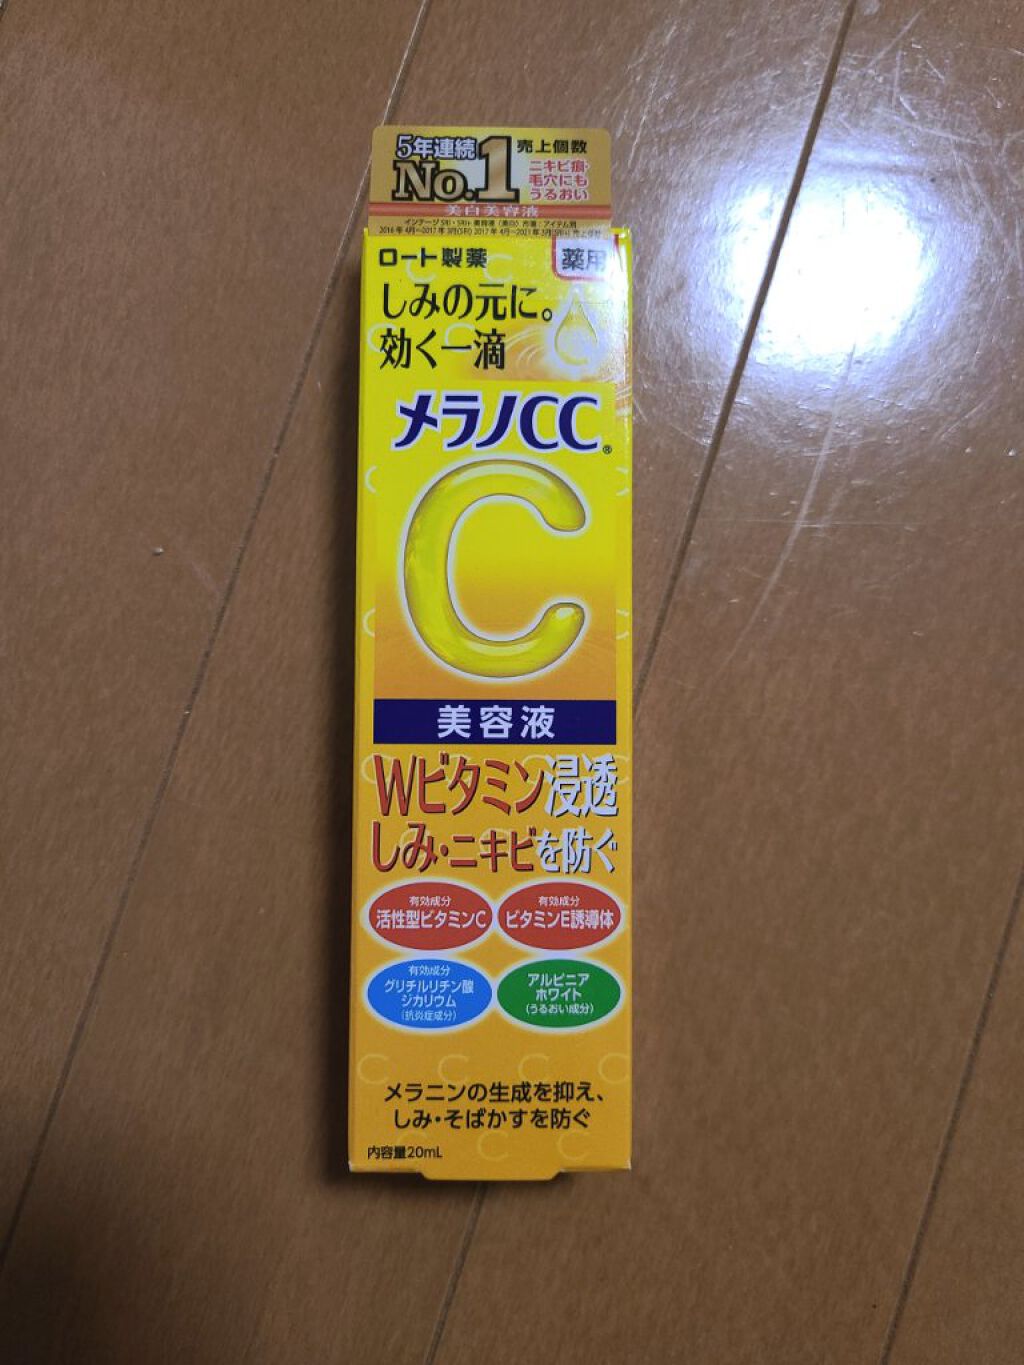 5年連続
No.1
売上個数
ニキビ痕・
毛穴にも
うるおい
美白美容液
ロート製薬
薬用
しみの元に。
効く一滴
メラノCC®
C
美容液
Wビタミン浸透
しみ・ニキビを防ぐ
有効成分
活性型ビタミンC
有効成分
ビタミンE誘導体
有効成分
グリチルリチン酸
ジカリウム
(抗炎症成分)
アルピニア
ホワイト
(うるおい成分)
メラニンの生成を抑え、
しみ・そばかすを防ぐ
内容量20mL